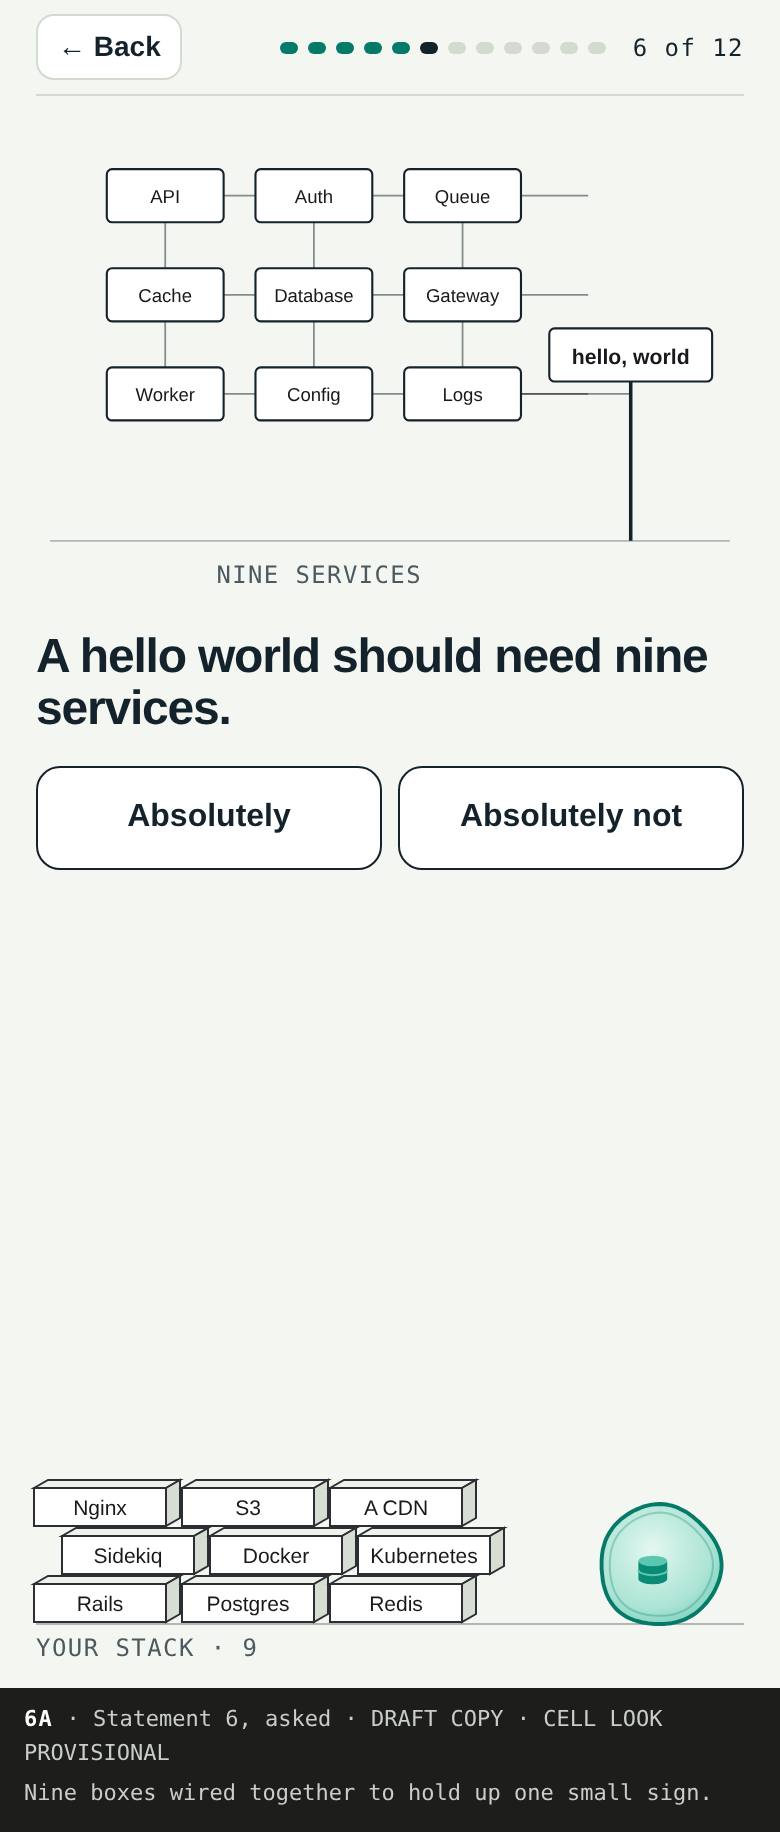 ← Back
6 of 12
API
Auth
Queue
Cache
Database
Gateway
hello, world
Worker
Config
Logs
NINE SERVICES
A hello world should need nine
services.
Absolutely
Absolutely not
Nginx
S3
A CDN
Sidekiq
Docker
Kubernetes
Rails
Postgres
Redis
YOUR STACK · 9
6A · Statement 6, asked · DRAFT COPY · CELL LOOK
PROVISIONAL
Nine boxes wired together to hold up one small sign.